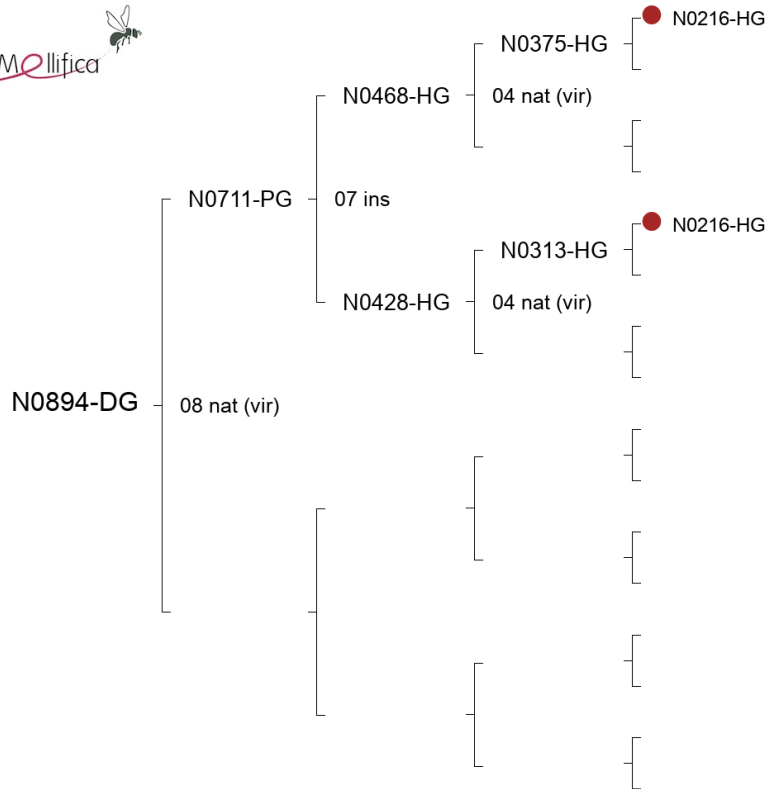 Mellifica
N0216-HG
N0375-HG
N0468-HG
04 nat (vir)
N0711-PG
07 ins
N0216-HG
N0313-HG
N0428-HG
04 nat (vir)
N0894-DG
08 nat (vir)